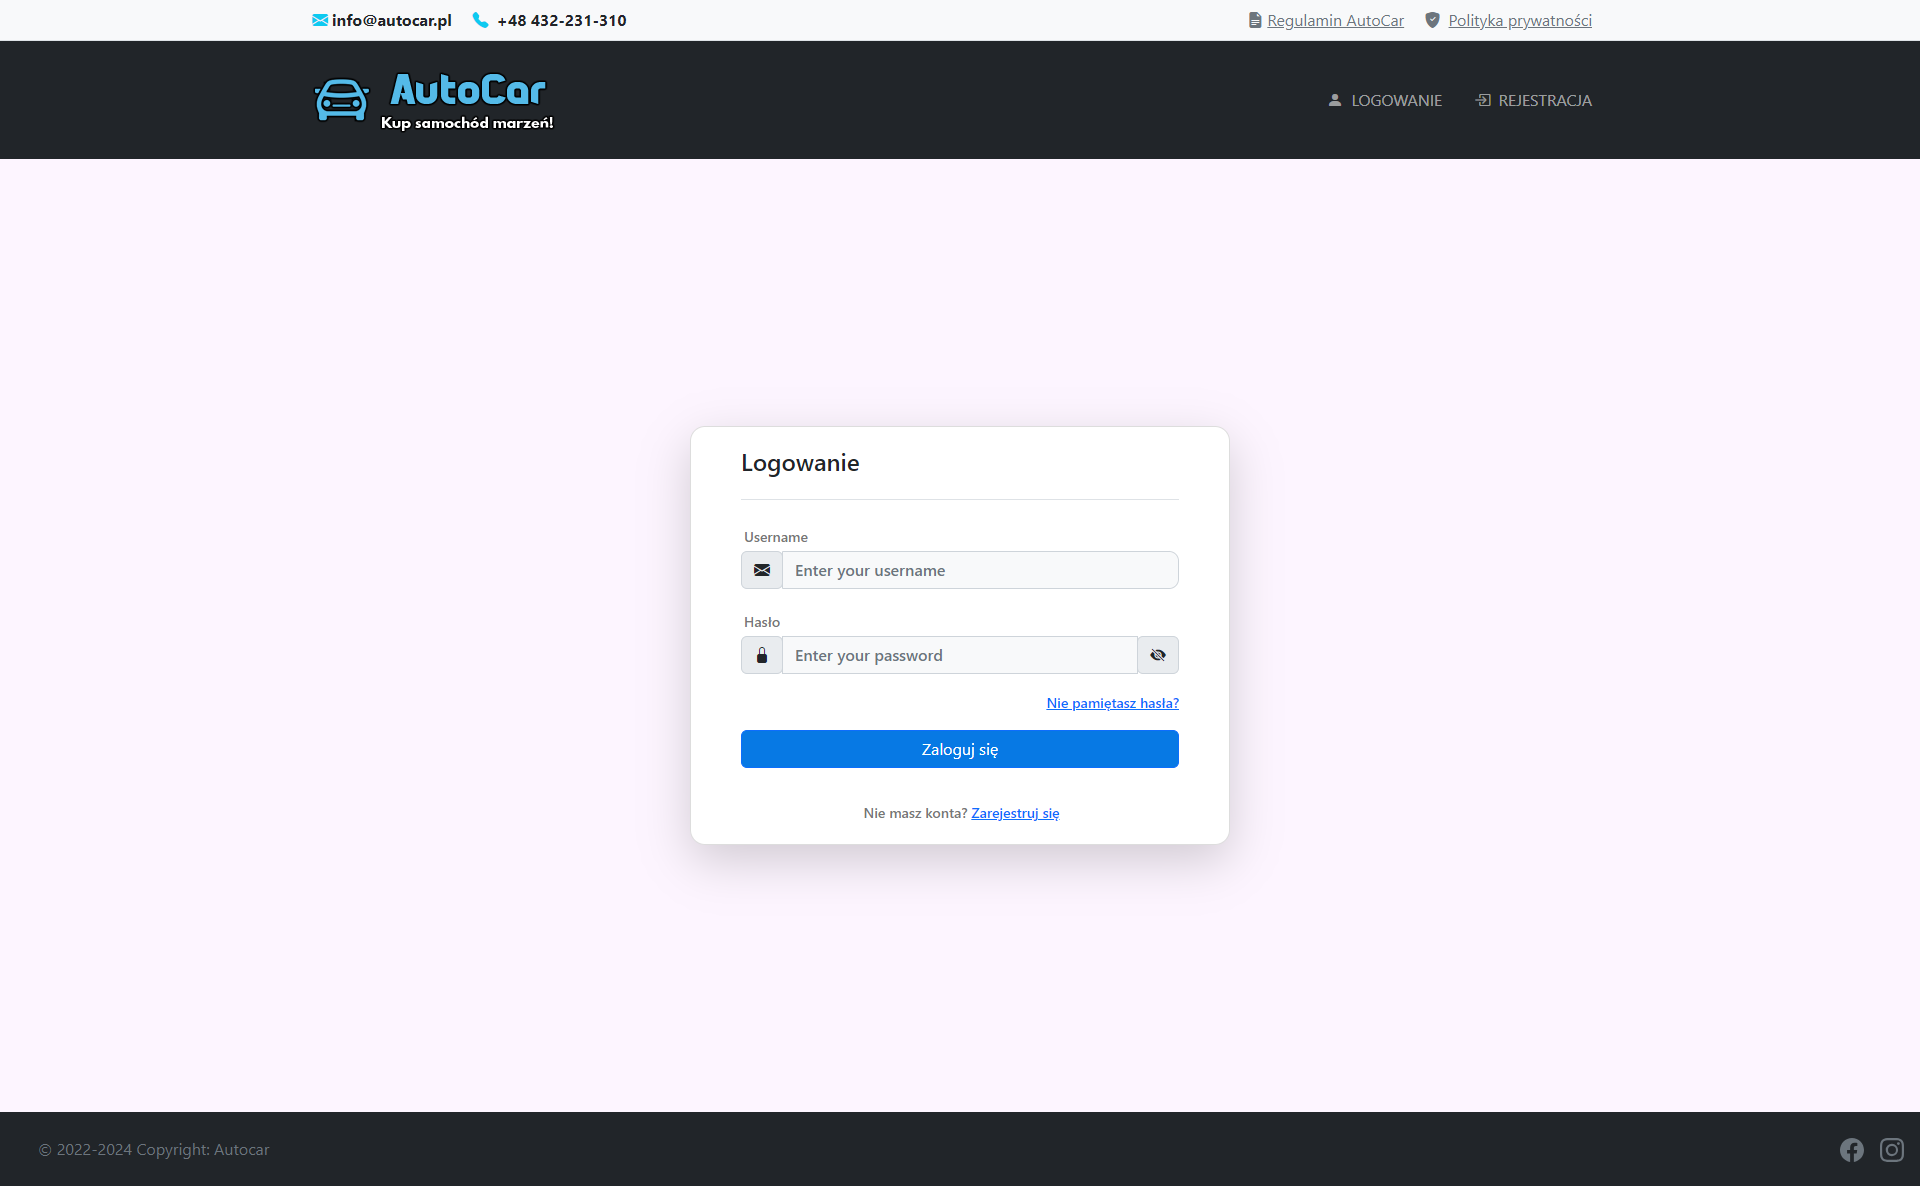 info@autocar.pl +48 432-231-310 Regulamin AutoCar Polityka prywatności
AutoCar
Kup samochód marzeń!
LOGOWANIE REJESTRACJA
Logowanie
Username
Enter your username
Hasło
Enter your password
Nie pamiętasz hasła?
Zaloguj się
Nie masz konta? Zarejestruj się
© 2022-2024 Copyright: Autocar